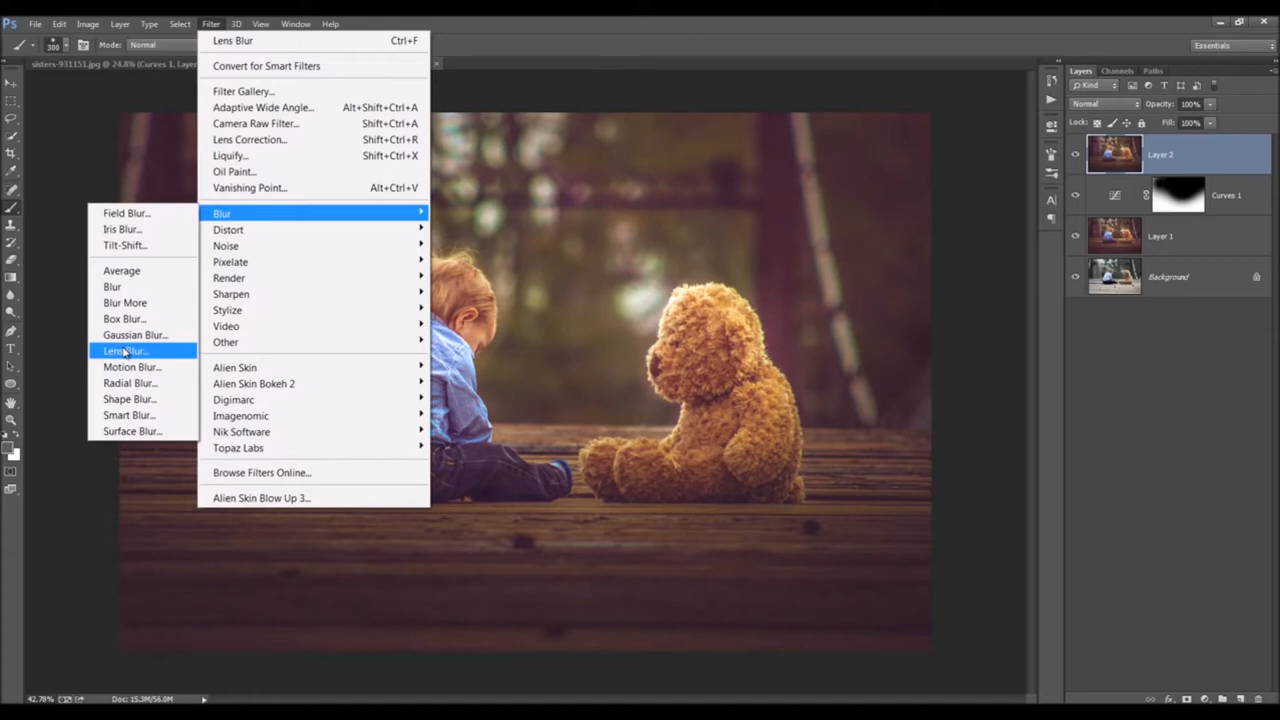 Ps File Edit Image Layer Type Select Filter 3D View Window Help
300 Mode: Normal Essentials
sisters-931151.jpg @ 24.8% (Curves 1, Layer
Lens Blur Ctrl+F
Convert for Smart Filters
Filter Gallery...
Adaptive Wide Angle... Alt+Shift+Ctrl+A
Camera Raw Filter... Shift+Ctrl+A
Lens Correction... Shift+Ctrl+R
Liquify... Shift+Ctrl+X
Oil Paint...
Vanishing Point... Alt+Ctrl+V
Blur
Distort
Noise
Pixelate
Render
Sharpen
Stylize
Video
Other
Alien Skin
Alien Skin Bokeh 2
Digimarc
Imagenomic
Nik Software
Topaz Labs
Browse Filters Online...
Alien Skin Blow Up 3...
Field Blur...
Iris Blur...
Tilt-Shift...
Average
Blur
Blur More
Box Blur...
Gaussian Blur...
Lens Blur...
Motion Blur...
Radial Blur...
Shape Blur...
Smart Blur...
Surface Blur...
Layers Channels Paths
Kind
Normal Opacity: 100%
Lock: Fill: 100%
Layer 2
Curves 1
Layer 1
Background
42.78% Doc: 15.3M/56.0M